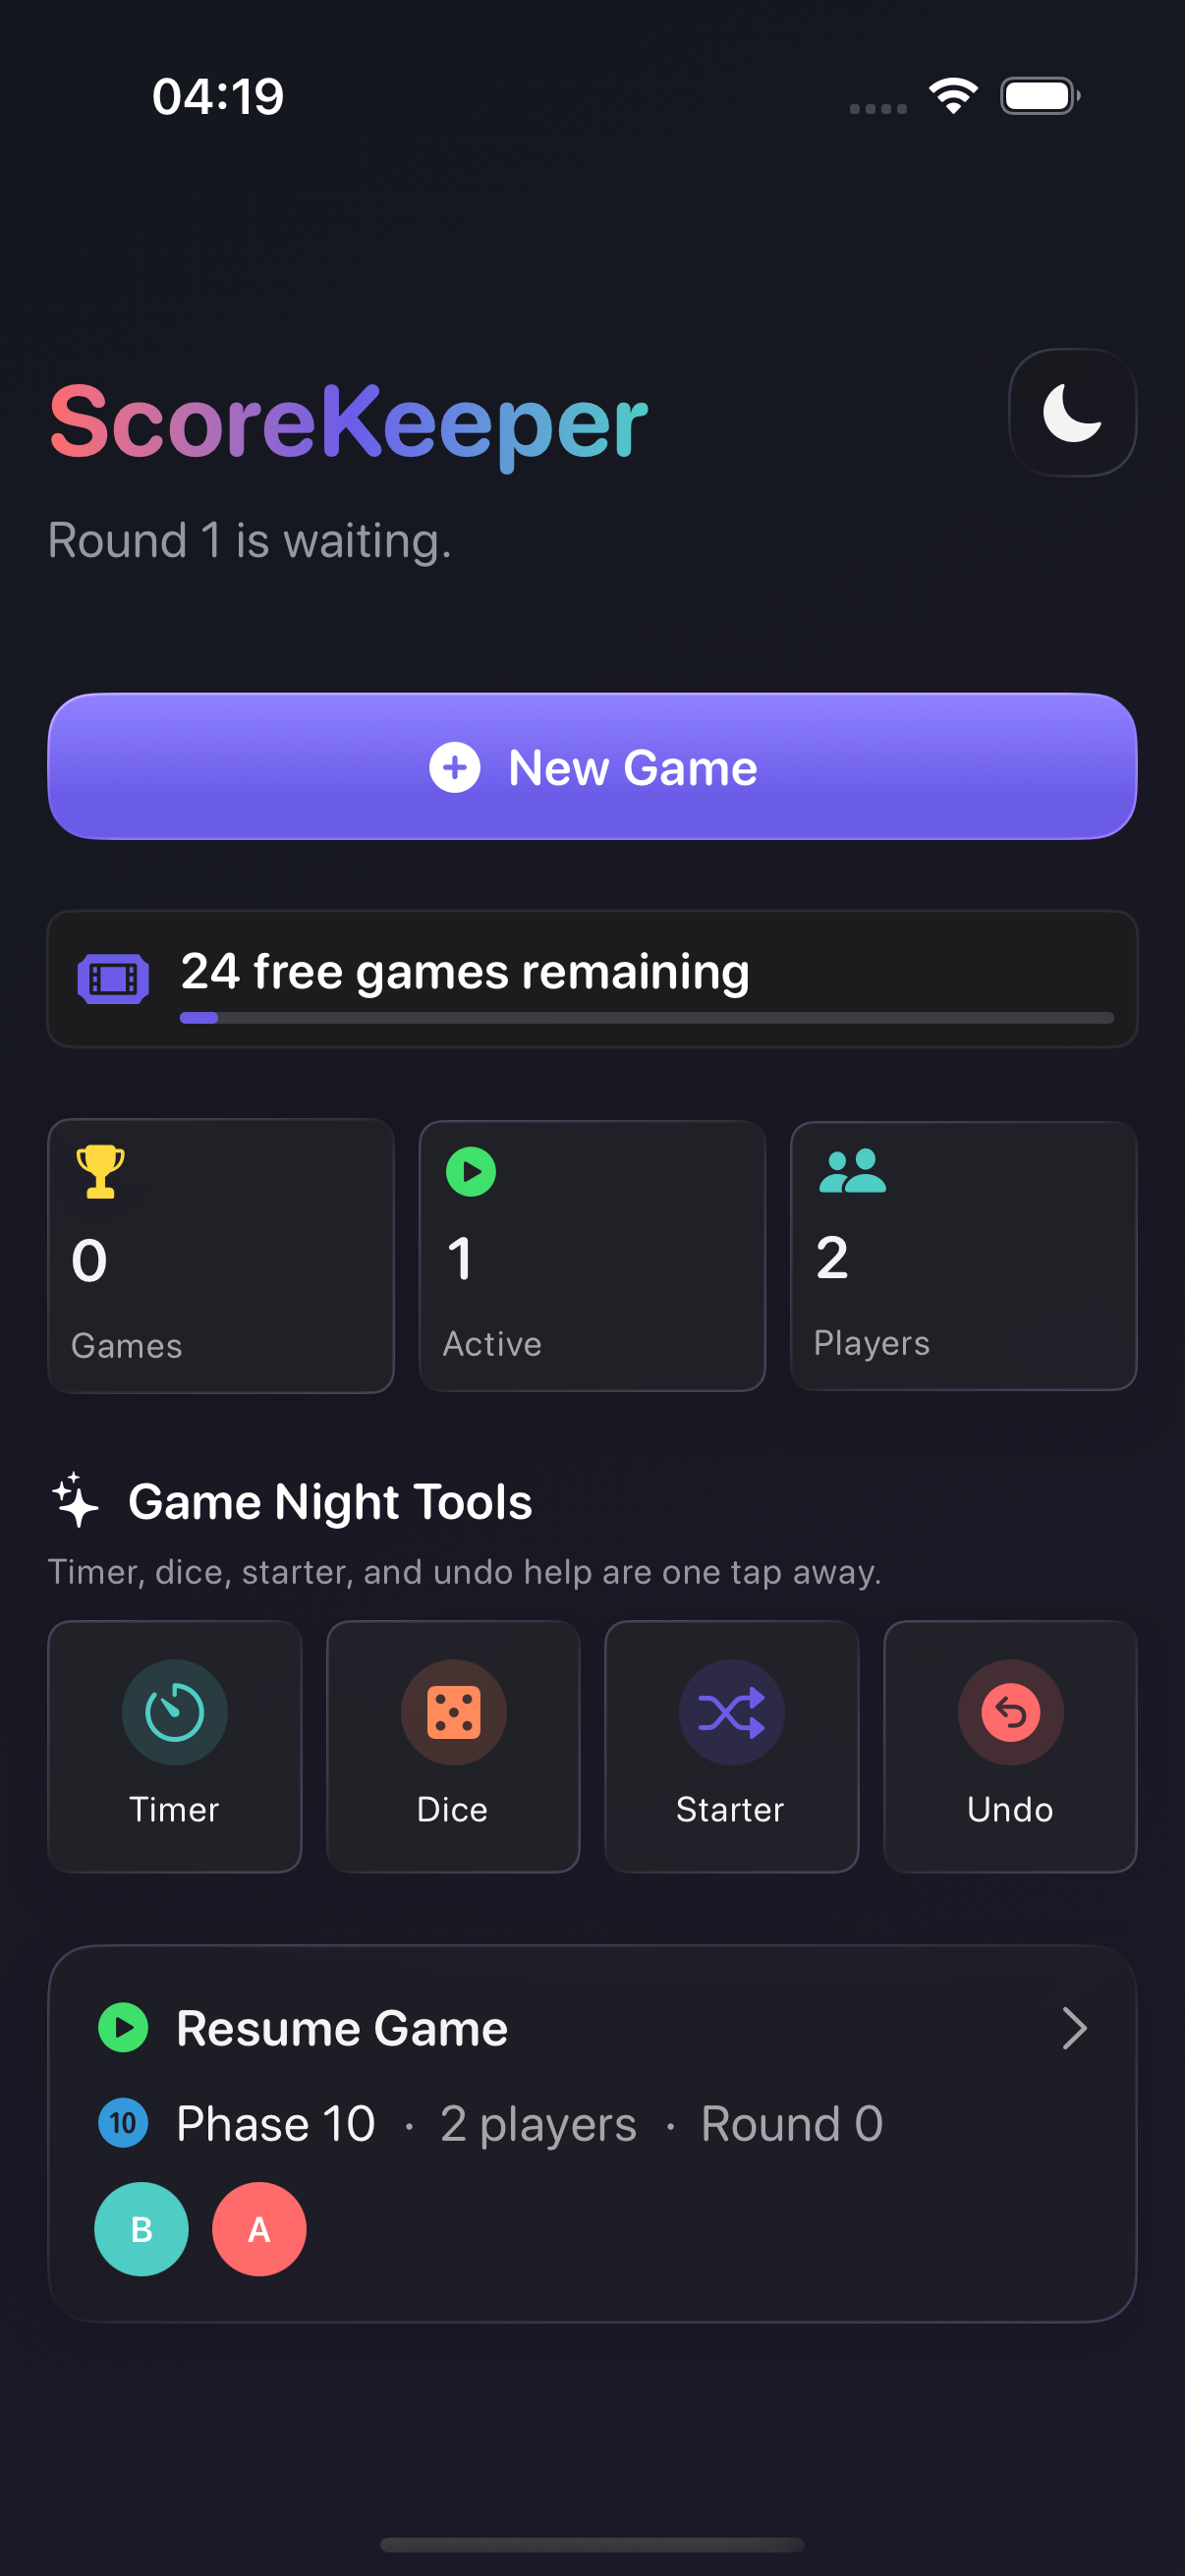 04:19
ScoreKeeper
Round 1 is waiting.
New Game
24 free games remaining
0
Games
1
Active
2
Players
Game Night Tools
Timer, dice, starter, and undo help are one tap away.
Timer
Dice
Starter
Undo
Resume Game
10 Phase 10 · 2 players · Round 0
B A